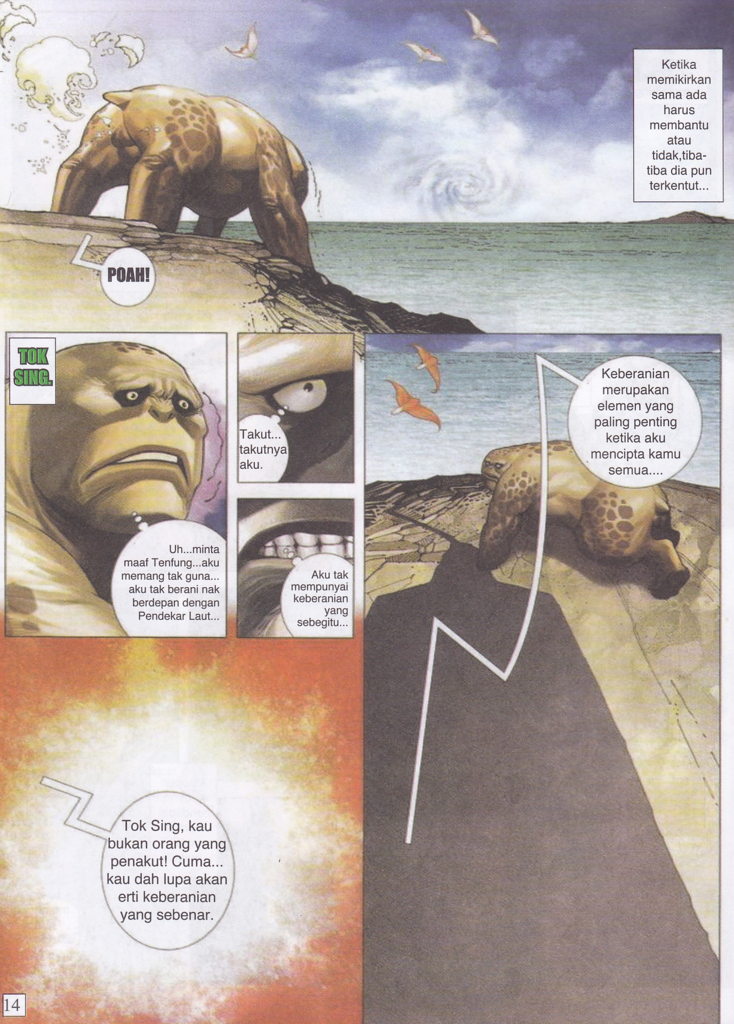 Ketika
memikirkan
sama ada
harus
membantu
atau
tidak,tiba-
tiba dia pun
terkentut...
POAH!
TOK
SING.
Uh...minta
maaf Tenfung...aku
memang tak guna...
aku tak berani nak
berdepan dengan
Pendekar Laut...
Takut...
takutnya
aku.
Aku tak
mempunyai
keberanian
yang
sebegitu...
Keberanian
merupakan
elemen yang
paling penting
ketika aku
mencipta kamu
semua....
Tok Sing, kau
bukan orang yang
penakut! Cuma...
kau dah lupa akan
erti keberanian
yang sebenar.
14